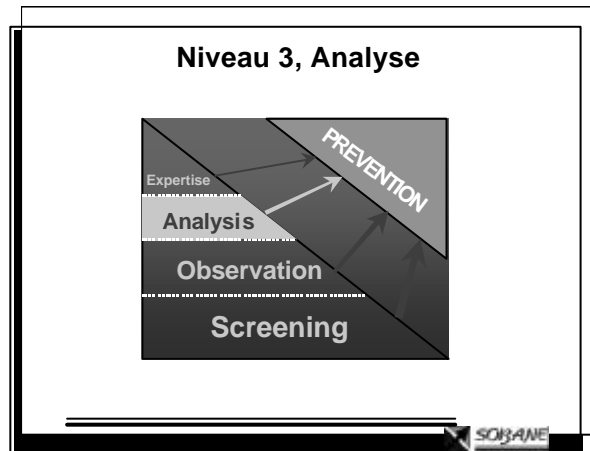 Niveau 3, Analyse
PREVENTION
Expertise
Analysis
Observation
Screening
SOBANE